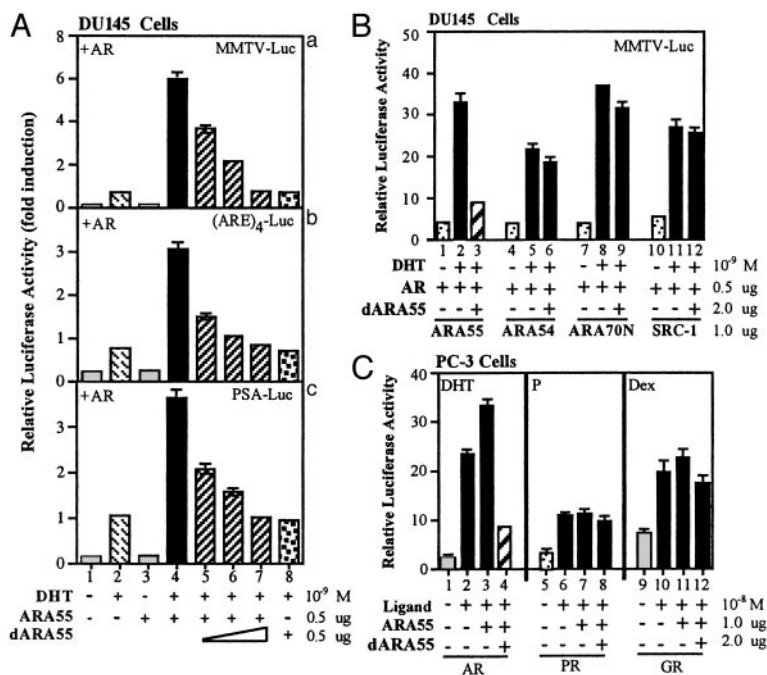 A DU145 Cells
+AR MMTV-Luc a
8
6
4
2
0
+AR (ARE)4-Luc b
3
2
1
0
+AR PSA-Luc c
3
2
1
0
Relative Luciferase Activity (fold induction)
1 2 3 4 5 6 7 8
DHT - + - + + + + + 10-9 M
ARA55 - - + + + + + - 0.5 ug
dARA55 - - - - + 0.5 ug
B DU145 Cells
MMTV-Luc
50
40
30
20
10
0
Relative Luciferase Activity
1 2 3 4 5 6 7 8 9 10 11 12
DHT - + + - + + - + + - + + 10-9 M
AR + + + + + + + + + + + + 0.5 ug
dARA55 - - + - - + - - + - - + 2.0 ug
ARA55 ARA54 ARA70N SRC-1 1.0 ug
C PC-3 Cells
DHT P Dex
40
30
20
10
0
Relative Luciferase Activity
1 2 3 4 5 6 7 8 9 10 11 12
Ligand - + + + - + + + - + + + 10-8 M
ARA55 - - + + - - + + - - + + 1.0 ug
dARA55 - - - + - - - + - - - + 2.0 ug
AR PR GR